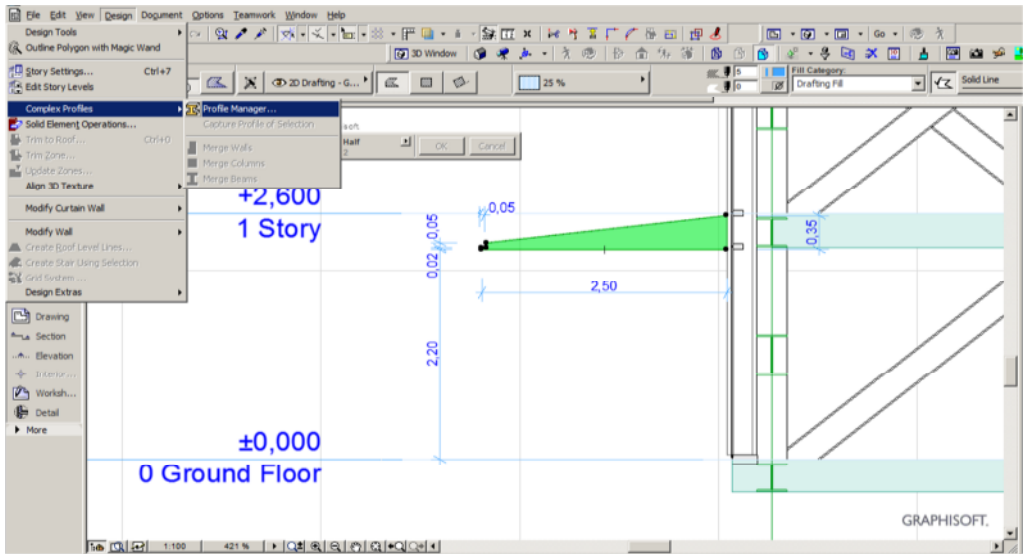 File Edit View Design Document Options Teamwork Window Help
Design Tools
Outline Polygon with Magic Wand
Story Settings... Ctrl+7
Edit Story Levels
Complex Profiles
Solid Element Operations...
Trim to Roof... Ctrl+0
Trim Zone...
Update Zones...
Align 3D Texture
Modify Curtain Wall
Modify Wall
Create Roof Level Lines...
Create Stair Using Selection
Grid System ...
Design Extras
Profile Manager...
Capture Profile of Selection
Merge Walls
Merge Columns
Merge Beams
Go
3D Window
2D Drafting - G...
25 %
5
0
Fill Category:
Drafting Fill
Solid Line
Half
2
OK
Cancel
+2,600
1 Story
0,05
0,05
0,02
2,20
2,50
0,35
±0,000
0 Ground Floor
Drawing
Section
Elevation
Worksh...
Detail
More
GRAPHISOFT.
1:100
421 %